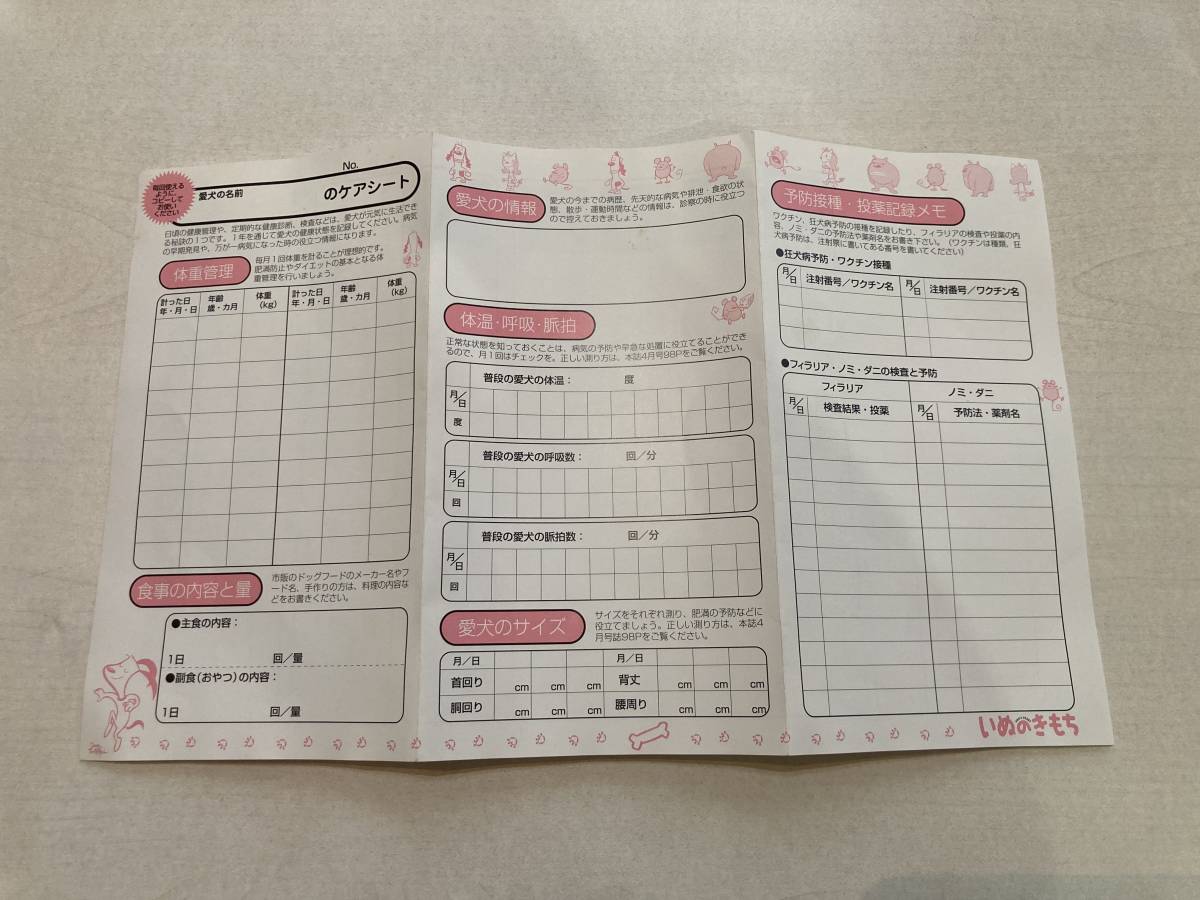 毎回使える
ように
コピーして
お使い
ください
No.
愛犬の名前
のケアシート
日頃の健康管理や、定期的な健康診断、検査などは、愛犬が元気に生活でき
る秘訣の1つです。1年を通じて愛犬の健康状態を記録してください。病気
の早期発見や、万が一病気になった時の役立つ情報になります。
体重管理
毎月1回体重を計ることが理想的です。
肥満防止やダイエットの基本となる体
重管理を行いましょう。
計った日 年齢 体重 計った日 年齢 体重
年・月・日 歳・カ月 (kg) 年・月・日 歳・カ月 (kg)
食事の内容と量
市販のドッグフードのメーカー名やフ
ード名、手作りの方は、料理の内容な
どをお書きください。
●主食の内容：
1日 回／量
●副食(おやつ)の内容：
1日 回／量
愛犬の情報
愛犬の今までの病歴、先天的な病気や排泄・食欲の状
態、散歩・運動時間などの情報は、診察の時に役立つ
ので控えておきましょう。
体温・呼吸・脈拍
正常な状態を知っておくことは、病気の予防や早急な処置に役立てることができ
るので、月1回はチェックを。正しい測り方は、本誌4月号98Pをご覧ください。
普段の愛犬の体温： 度
月／日
度
普段の愛犬の呼吸数： 回／分
月／日
回
普段の愛犬の脈拍数： 回／分
月／日
回
愛犬のサイズ
サイズをそれぞれ測り、肥満の予防などに
役立てましょう。正しい測り方は、本誌4
月号誌98Pをご覧ください。
月／日 月／日
首回り cm cm cm 背丈 cm cm cm
胴回り cm cm cm 腰周り cm cm cm
予防接種・投薬記録メモ
ワクチン、狂犬病予防の接種を記録したり、フィラリアの検査や投薬の内
容、ノミ・ダニの予防法や薬剤名をお書き下さい。(ワクチンは種類、狂
犬病予防は、注射票に書いてある番号を書いてください)
●狂犬病予防・ワクチン接種
月／日 注射番号／ワクチン名 月／日 注射番号／ワクチン名
●フィラリア・ノミ・ダニの検査と予防
フィラリア ノミ・ダニ
月／日 検査結果・投薬 月／日 予防法・薬剤名
いぬのきもち